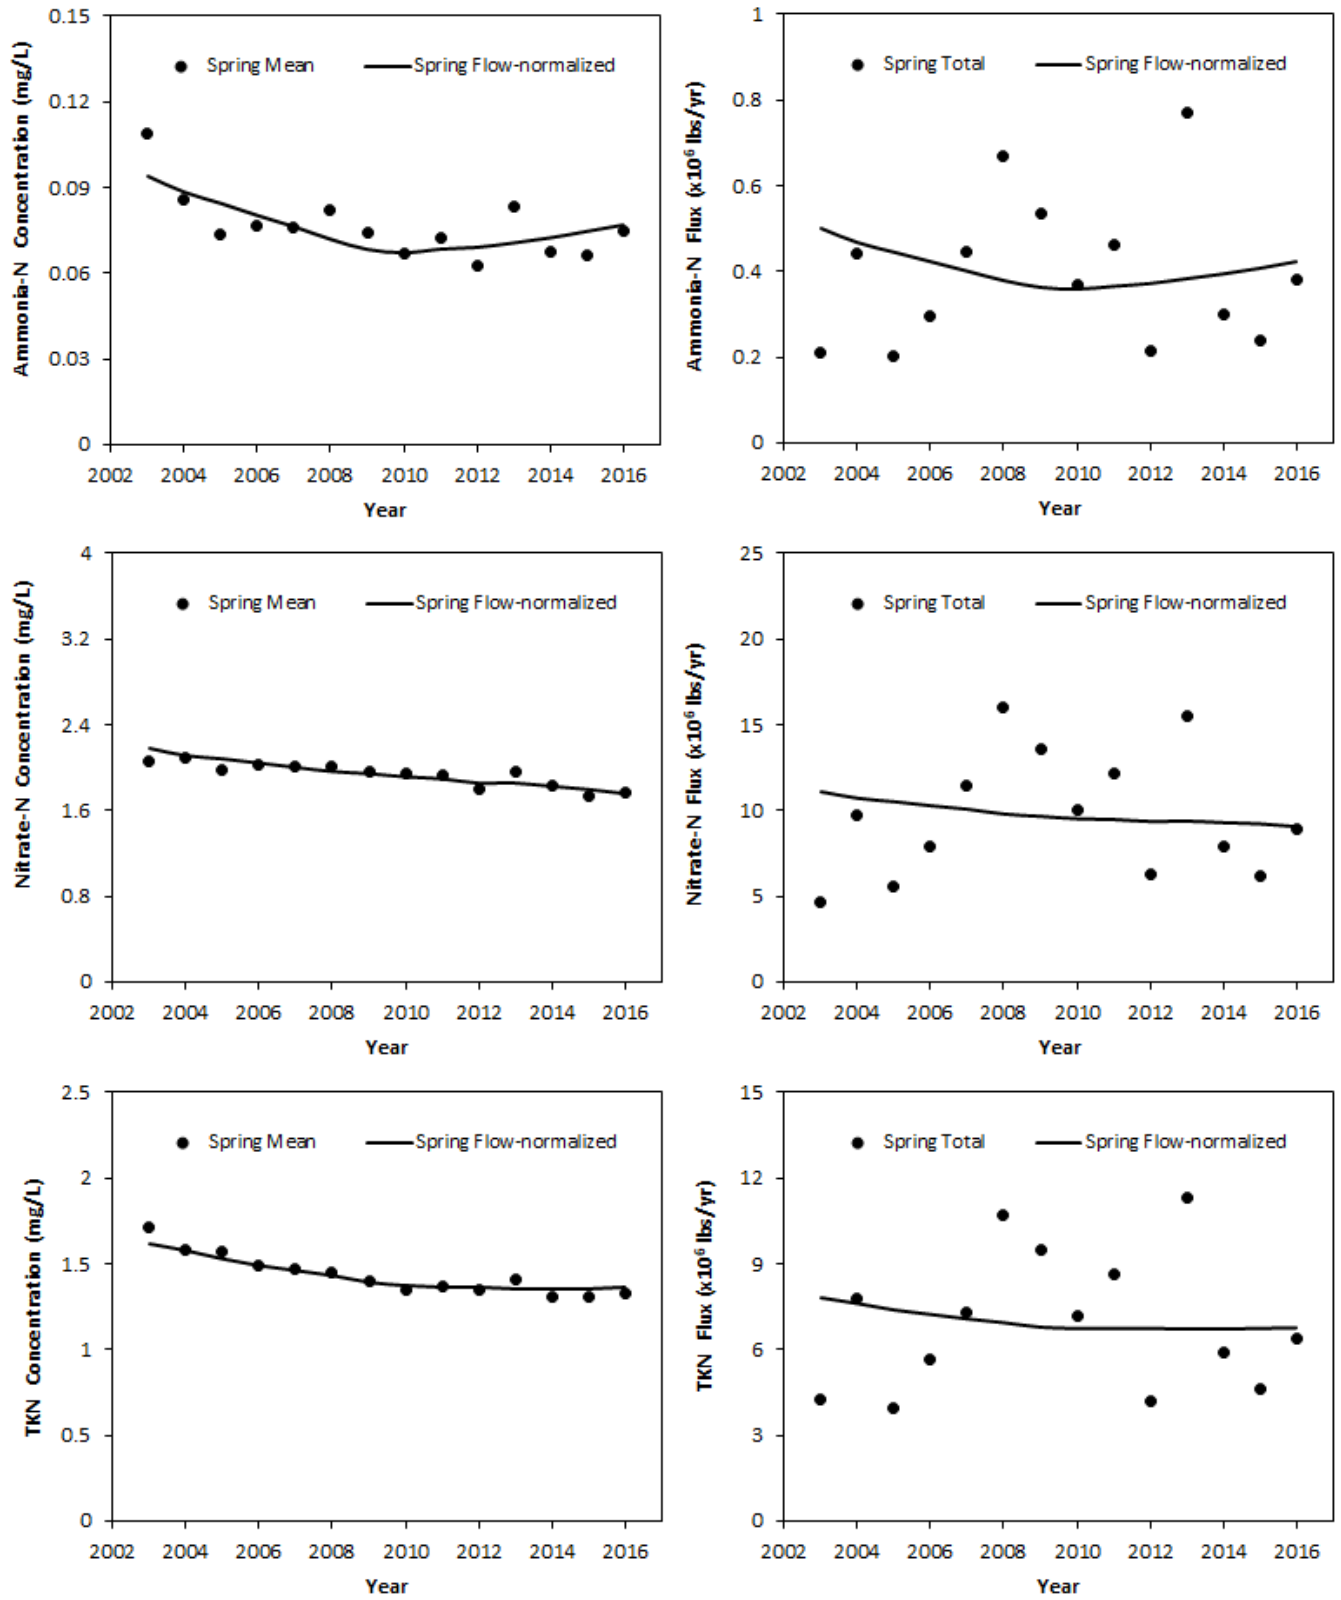 Ammonia-N Concentration (mg/L)
0.15
0.12
0.09
0.06
0.03
0
Spring Mean Spring Flow-normalized
2002 2004 2006 2008 2010 2012 2014 2016
Year
Ammonia-N Flux (x10⁶ lbs/yr)
1
0.8
0.6
0.4
0.2
0
Spring Total Spring Flow-normalized
2002 2004 2006 2008 2010 2012 2014 2016
Year
Nitrate-N Concentration (mg/L)
4
3.2
2.4
1.6
0.8
0
Spring Mean Spring Flow-normalized
2002 2004 2006 2008 2010 2012 2014 2016
Year
Nitrate-N Flux (x10⁶ lbs/yr)
25
20
15
10
5
0
Spring Total Spring Flow-normalized
2002 2004 2006 2008 2010 2012 2014 2016
Year
TKN Concentration (mg/L)
2.5
2
1.5
1
0.5
0
Spring Mean Spring Flow-normalized
2002 2004 2006 2008 2010 2012 2014 2016
Year
TKN Flux (x10⁶ lbs/yr)
15
12
9
6
3
0
Spring Total Spring Flow-normalized
2002 2004 2006 2008 2010 2012 2014 2016
Year